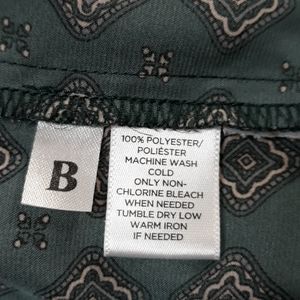 B
100% POLYESTER/
POLIÉSTER
MACHINE WASH
COLD
ONLY NON-
CHLORINE BLEACH
WHEN NEEDED
TUMBLE DRY LOW
WARM IRON
IF NEEDED